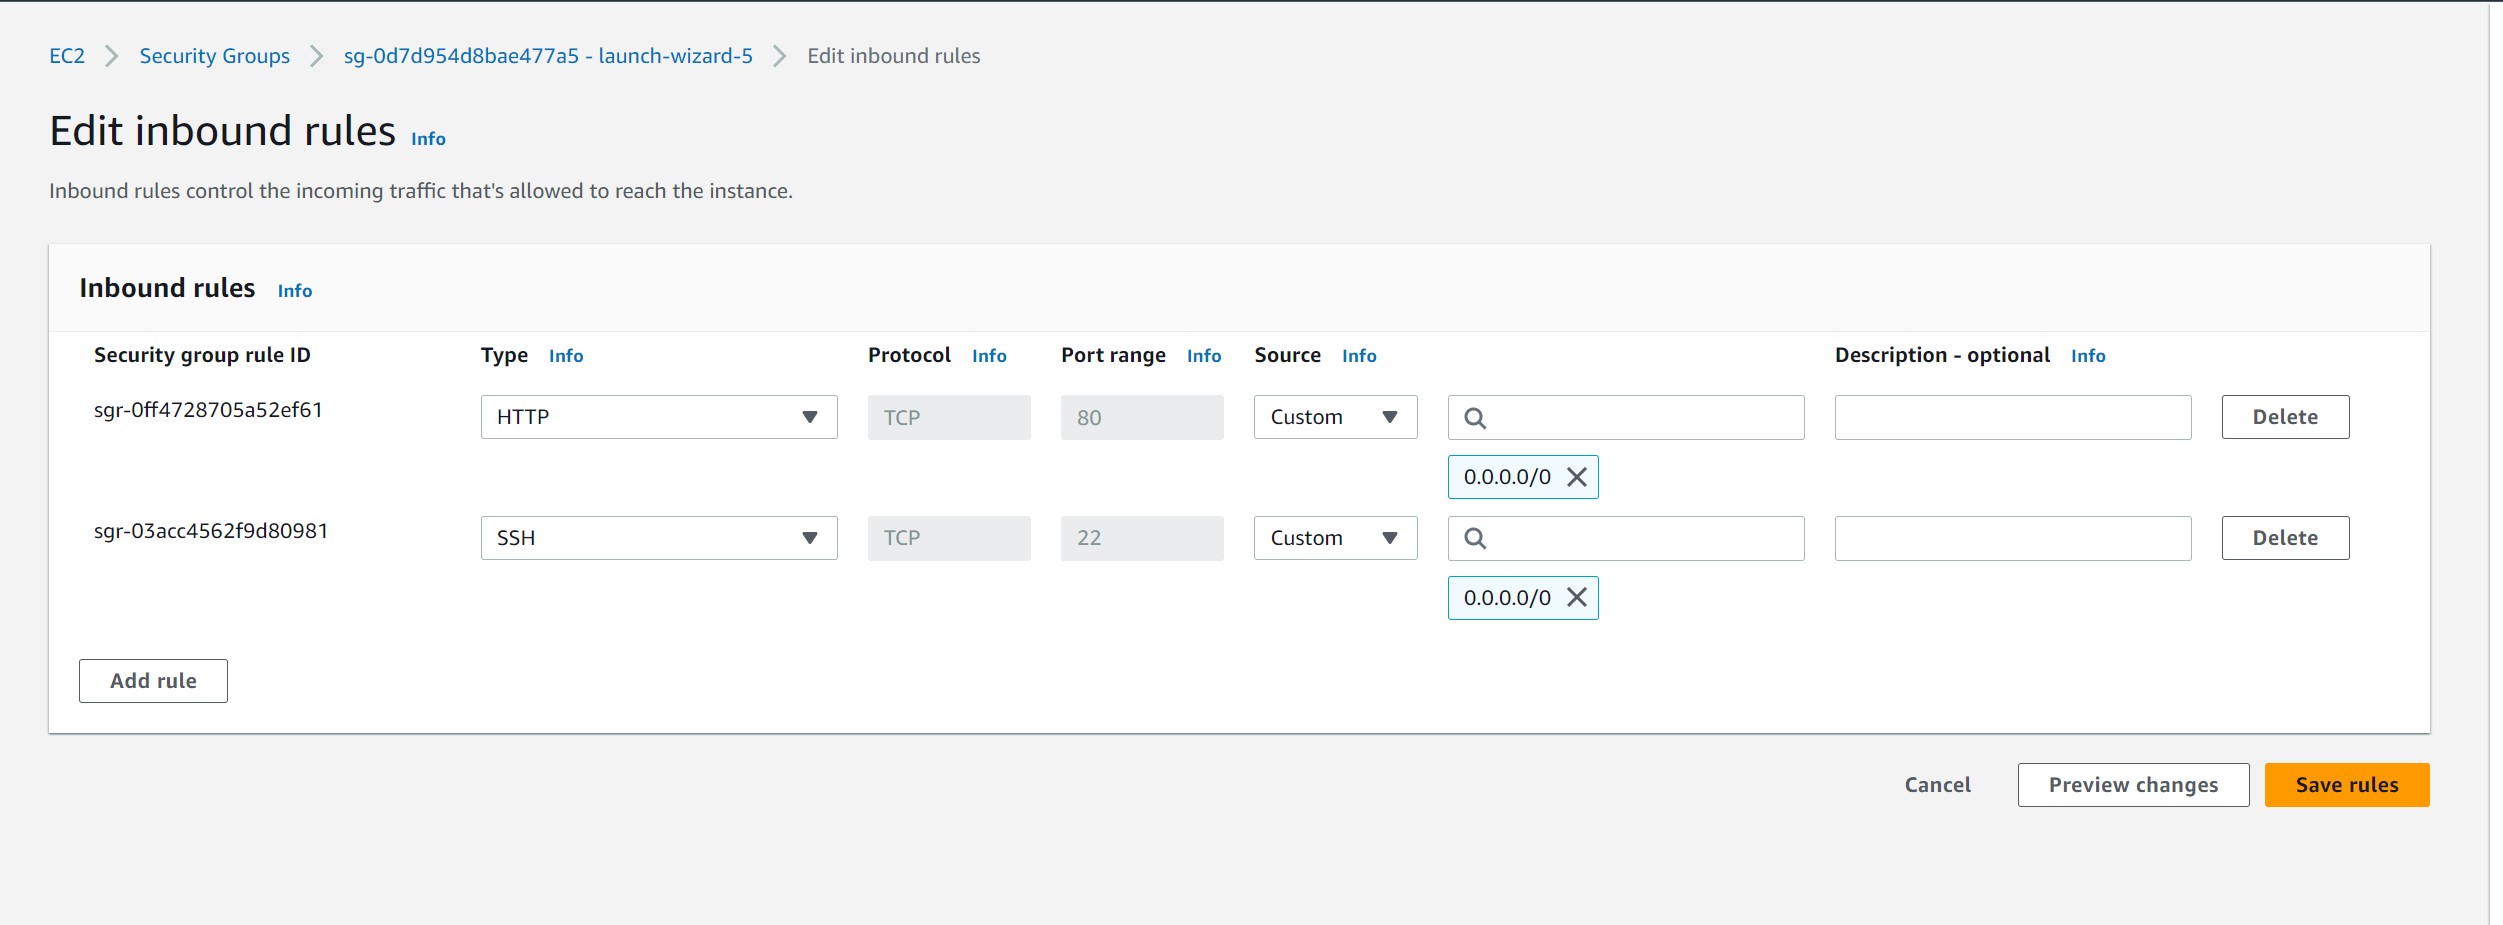 EC2 Security Groups sg-0d7d954d8bae477a5 - launch-wizard-5 Edit inbound rules
Edit inbound rules Info
Inbound rules control the incoming traffic that's allowed to reach the instance.
Inbound rules Info
Security group rule ID Type Info Protocol Info Port range Info Source Info Description - optional Info
sgr-0ff4728705a52ef61 HTTP TCP 80 Custom Delete
0.0.0.0/0
sgr-03acc4562f9d80981 SSH TCP 22 Custom Delete
0.0.0.0/0
Add rule
Cancel Preview changes Save rules